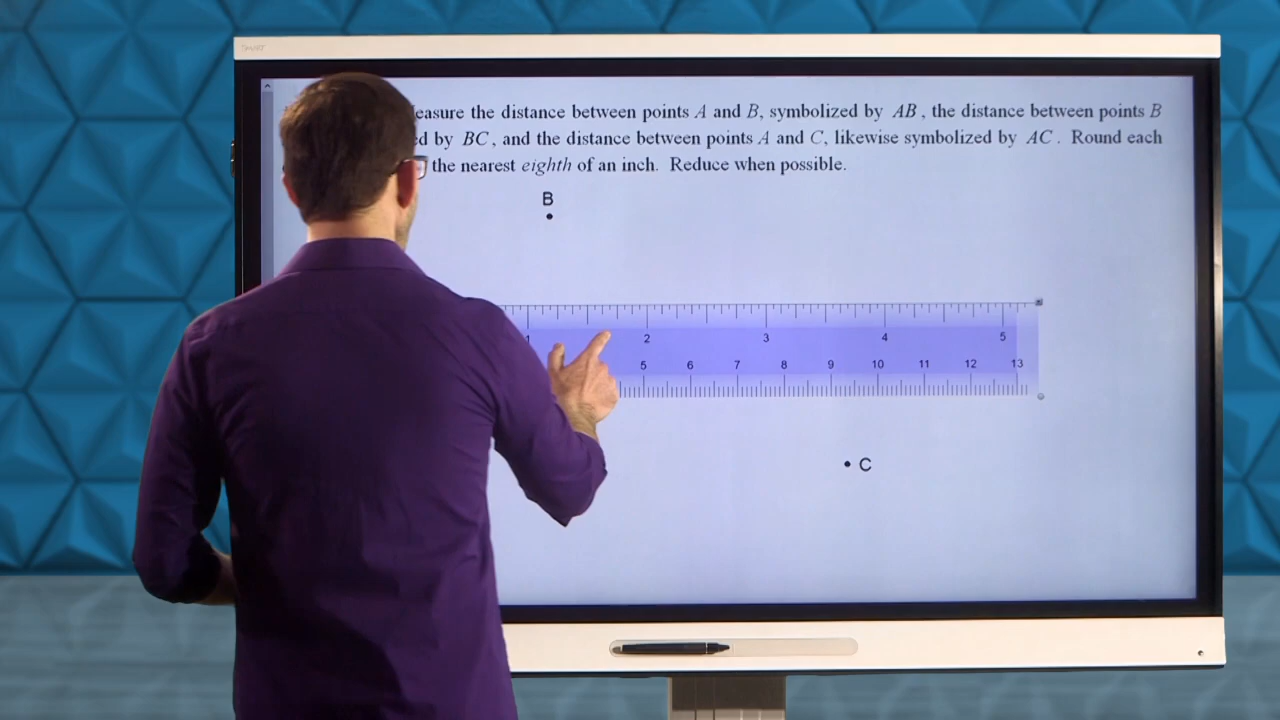 easure the distance between points A and B, symbolized by AB, the distance between points B
ed by BC, and the distance between points A and C, likewise symbolized by AC. Round each
the nearest eighth of an inch. Reduce when possible.
B
1 2 3 4 5
5 6 7 8 9 10 11 12 13
C